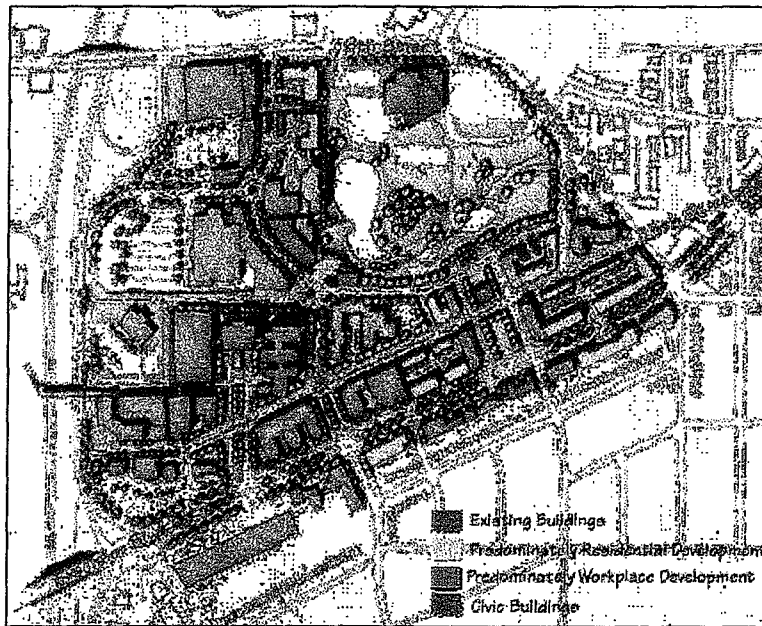 Existing Buildings
Predominately Residential Development
Predominately Workplace Development
Civic Buildings